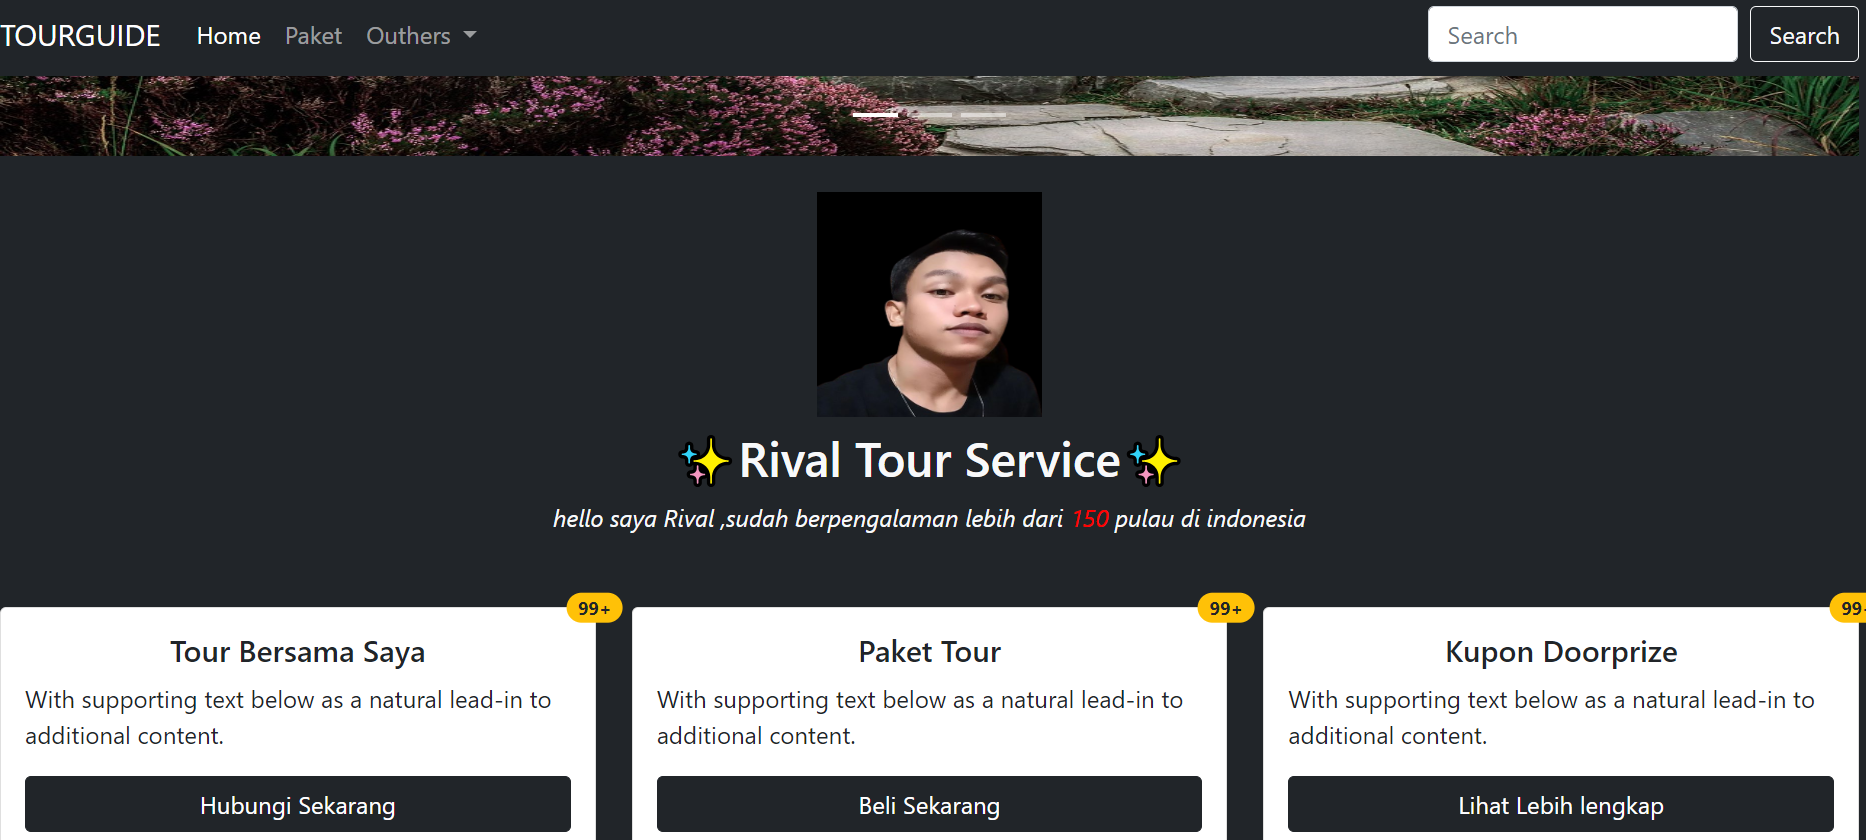 TOURGUIDE Home Paket Outhers Search Search
✨Rival Tour Service✨
hello saya Rival ,sudah berpengalaman lebih dari 150 pulau di indonesia
99+
Tour Bersama Saya
With supporting text below as a natural lead-in to
additional content.
Hubungi Sekarang
99+
Paket Tour
With supporting text below as a natural lead-in to
additional content.
Beli Sekarang
99
Kupon Doorprize
With supporting text below as a natural lead-in to
additional content.
Lihat Lebih lengkap